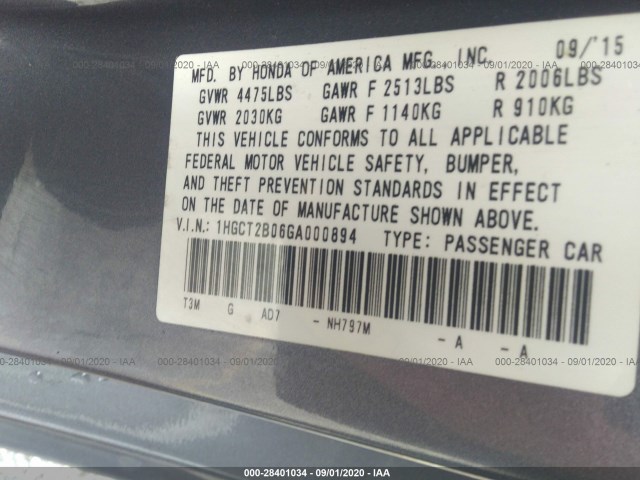 MFD. BY HONDA OF AMERICA MFG., INC. 09/'15
GVWR 4475LBS GAWR F 2513LBS R 2006LBS
GVWR 2030KG GAWR F 1140KG R 910KG
THIS VEHICLE CONFORMS TO ALL APPLICABLE
FEDERAL MOTOR VEHICLE SAFETY, BUMPER,
AND THEFT PREVENTION STANDARDS IN EFFECT
ON THE DATE OF MANUFACTURE SHOWN ABOVE.
V.I.N.: 1HGCT2B06GA000894 TYPE: PASSENGER CAR
T3M G AD7 - NH797M - A - A
000-28401034 - 09/01/2020 - IAA